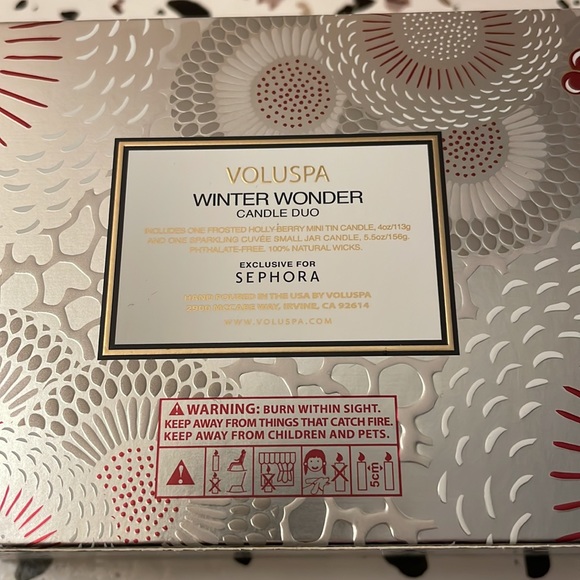 VOLUSPA
WINTER WONDER
CANDLE DUO
INCLUDES ONE FROSTED HOLLY BERRY MINI TIN CANDLE, 4oz/113g
AND ONE SPARKLING CUVÉE SMALL JAR CANDLE, 5.5oz/156g.
PHTHALATE-FREE. 100% NATURAL WICKS.
EXCLUSIVE FOR
SEPHORA
HAND POURED IN THE USA BY VOLUSPA
WAY, IRVINE, CA 92614
WWW.VOLUSPA.COM
WARNING: BURN WITHIN SIGHT.
KEEP AWAY FROM THINGS THAT CATCH FIRE.
KEEP AWAY FROM CHILDREN AND PETS.
5cm